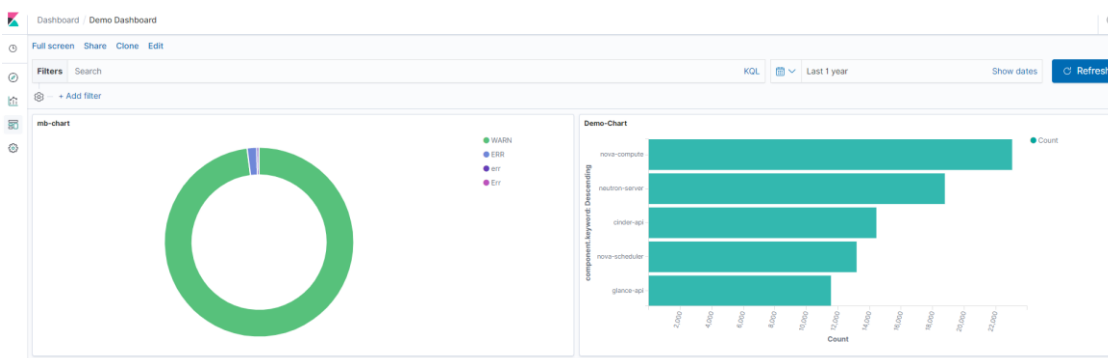 Dashboard / Demo Dashboard
Full screen Share Clone Edit
Filters Search KQL Last 1 year Show dates Refresh
+ Add filter
mb-chart
WARN
ERR
err
Err
Demo-Chart
Count
component.keyword: Descending
nova-compute
neutron-server
cinder-api
nova-scheduler
glance-api
2,000 4,000 6,000 8,000 10,000 12,000 14,000 16,000 18,000 20,000 22,000
Count